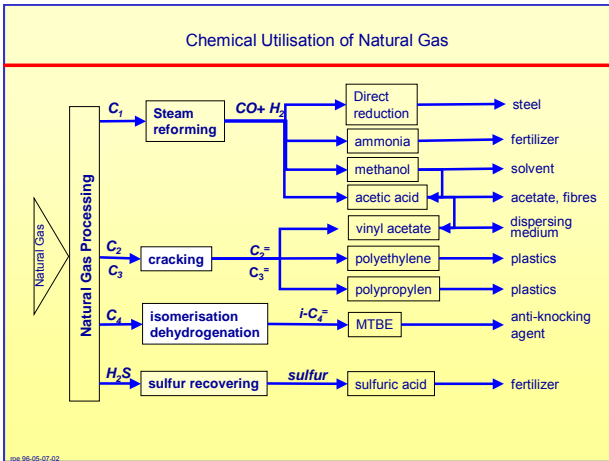 Chemical Utilisation of Natural Gas
Natural Gas
Natural Gas Processing
C₁
Steam
reforming
CO+ H₂
Direct
reduction
steel
ammonia
fertilizer
methanol
solvent
acetic acid
acetate, fibres
vinyl acetate
dispersing
medium
C₂
C₃
cracking
C₂⁼
C₃⁼
polyethylene
plastics
polypropylen
plastics
C₄
isomerisation
dehydrogenation
i-C₄⁼
MTBE
anti-knocking
agent
H₂S
sulfur recovering
sulfur
sulfuric acid
fertilizer
roe 96-05-07-02